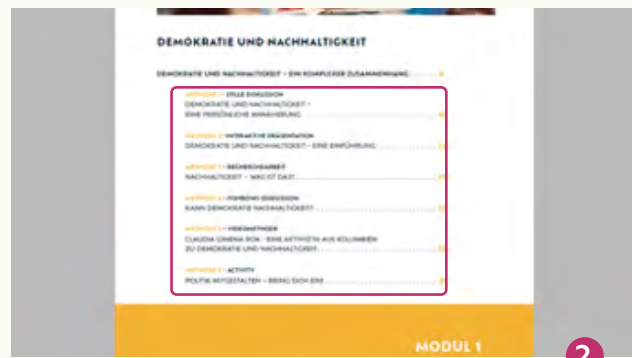 DEMOKRATIE UND NACHHALTIGKEIT
DEMOKRATIE UND NACHHALTIGKEIT – EIN KOMPLEXER ZUSAMMENHANG
METHODE 1 – STILLE DISKUSSION
DEMOKRATIE UND NACHHALTIGKEIT –
EINE PERSÖNLICHE ANNÄHERUNG
METHODE 2 – INTERAKTIVE PRÄSENTATION
DEMOKRATIE UND NACHHALTIGKEIT – EINE EINFÜHRUNG
METHODE 3 – RECHERCHEARBEIT
NACHHALTIGKEIT – WAS IST DAS?
METHODE 4 – FISHBOWL-DISKUSSION
KANN DEMOKRATIE NACHHALTIGKEIT?
METHODE 5 – VIDEOMETHODE
CLAUDIA GIMENA ROA – EINE AKTIVISTIN AUS KOLUMBIEN
ZU DEMOKRATIE UND NACHHALTIGKEIT
METHODE 6 – ACTIVITY
POLITIK MITGESTALTEN – BRING DICH EIN!
MODUL 1
2